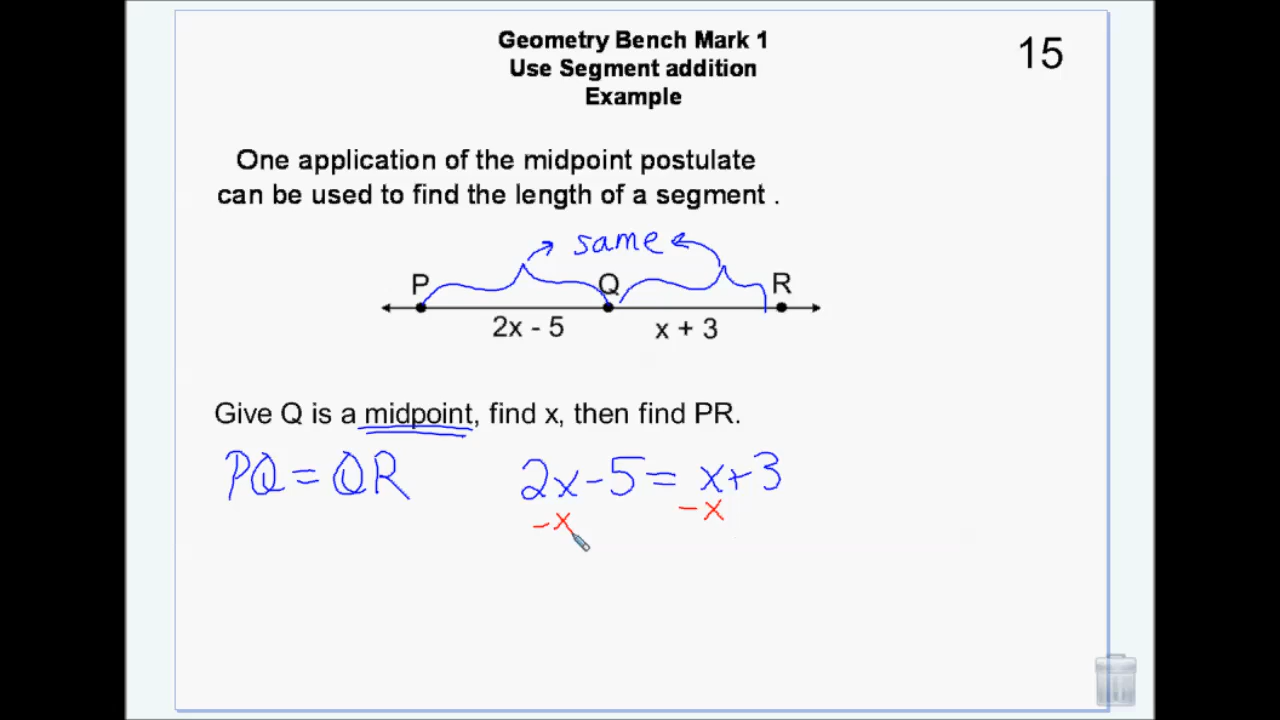 Geometry Bench Mark 1
15
Use Segment addition
Example
One application of the midpoint postulate
can be used to find the length of a segment .
same
P Q R
2x - 5 x + 3
Give Q is a midpoint, find x, then find PR.
PQ = QR 2x - 5 = x + 3
-x -x